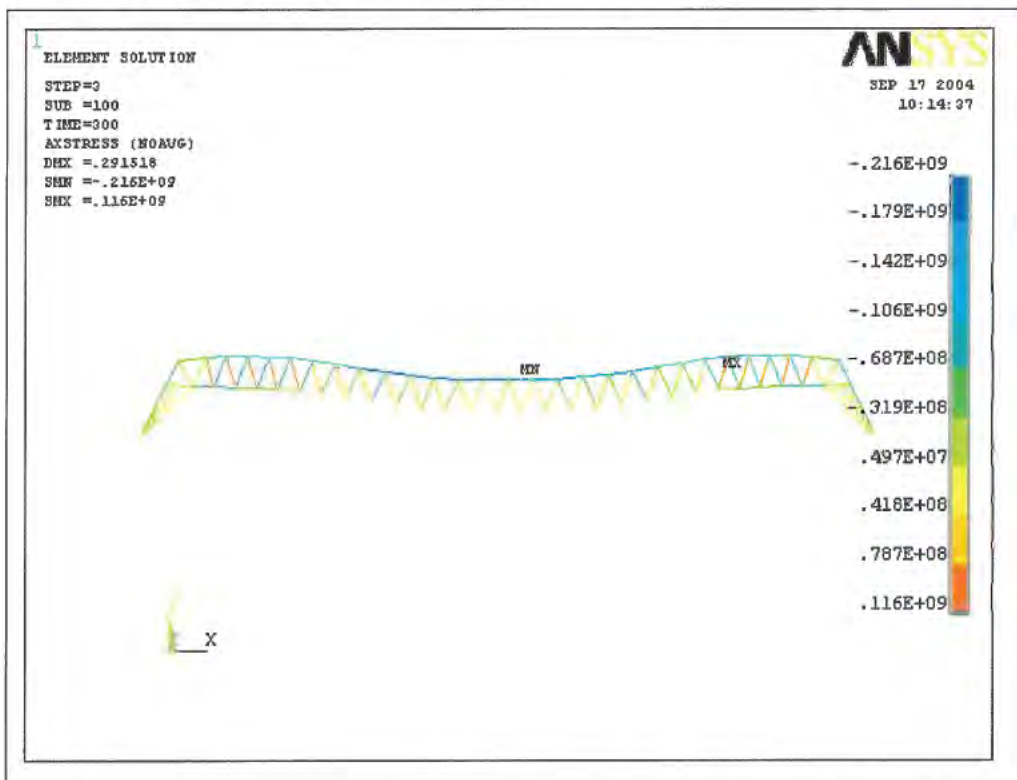 1
ELEMENT SOLUTION
STEP=3
SUB =100
TIME=300
AXSTRESS (NOAVG)
DMX =.291518
SMN =-.216E+09
SMX =.116E+09
ANSYS
SEP 17 2004
10:14:37
-.216E+09
-.179E+09
-.142E+09
-.106E+09
-.687E+08
-.319E+08
.497E+07
.418E+08
.787E+08
.116E+09
MN
MX
X